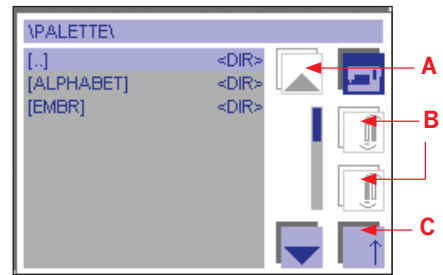 \PALETTE\
[..] <DIR>
[ALPHABET] <DIR>
[EMBR] <DIR>
A
B
C